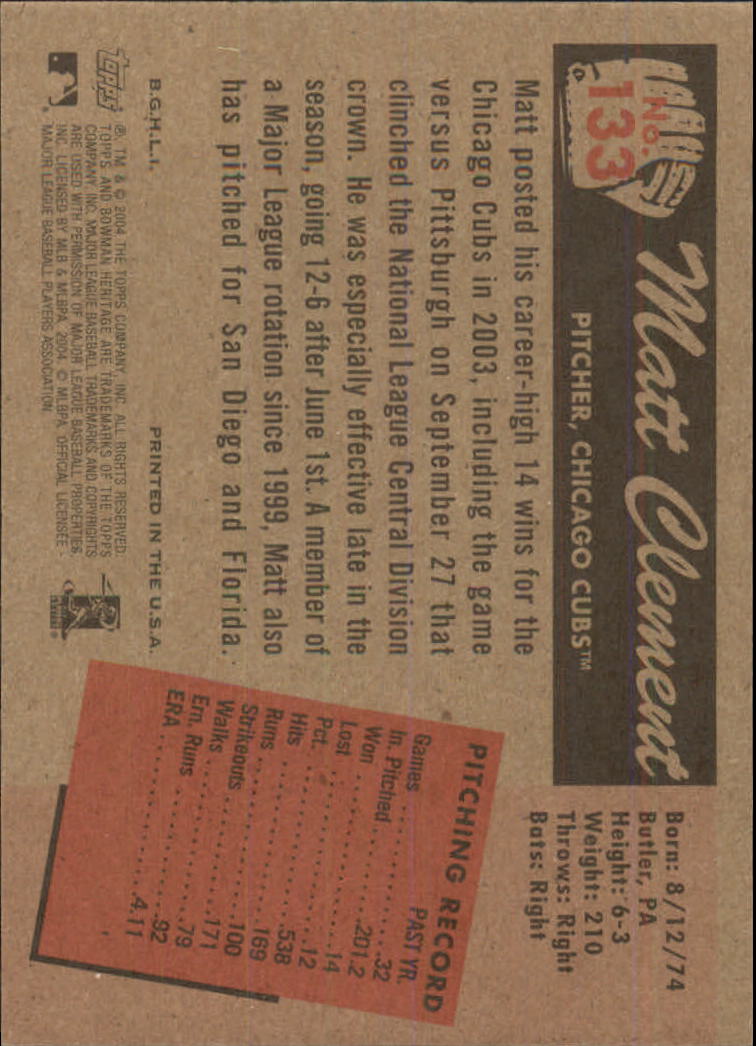 No.
133
Matt Clement
PITCHER, CHICAGO CUBS™
Born: 8/12/74
Butler, PA
Height: 6-3
Weight: 210
Throws: Right
Bats: Right
Matt posted his career-high 14 wins for the
Chicago Cubs in 2003, including the game
versus Pittsburgh on September 27 that
clinched the National League Central Division
crown. He was especially effective late in the
season, going 12-6 after June 1st. A member of
a Major League rotation since 1999, Matt also
has pitched for San Diego and Florida.
PITCHING RECORD
PAST YR.
Games ..........32
In. Pitched ......201.2
Won ..........14
Lost ..........12
Pct. ..........538
Hits ..........169
Runs ..........100
Strikeouts ......171
Walks ..........79
Ern. Runs ......92
ERA ..........4.11
B.G.H.L.I. PRINTED IN THE U.S.A.
TOPPS
®, TM & © 2004 THE TOPPS COMPANY, INC. ALL RIGHTS RESERVED.
TOPPS AND BOWMAN HERITAGE ARE TRADEMARKS OF THE TOPPS
COMPANY, INC. MAJOR LEAGUE BASEBALL TRADEMARKS AND COPYRIGHTS
ARE USED WITH PERMISSION OF MAJOR LEAGUE BASEBALL PROPERTIES,
INC. LICENSED BY MLB & MLBPA 2004. © MLBPA. OFFICIAL LICENSEE -
MAJOR LEAGUE BASEBALL PLAYERS ASSOCIATION.